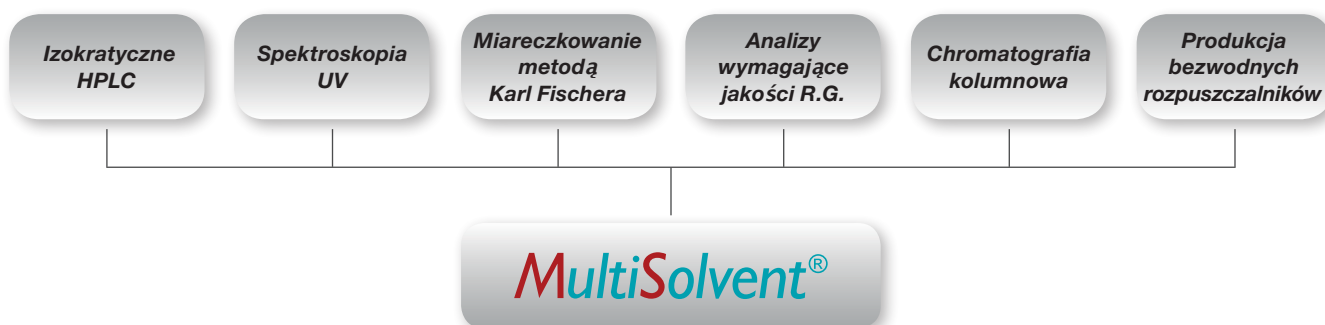 Izokratyczne
HPLC
Spektroskopia
UV
Miareczkowanie
metodą
Karl Fischera
Analizy
wymagające
jakości R.G.
Chromatografia
kolumnowa
Produkcja
bezwodnych
rozpuszczalników
MultiSolvent®